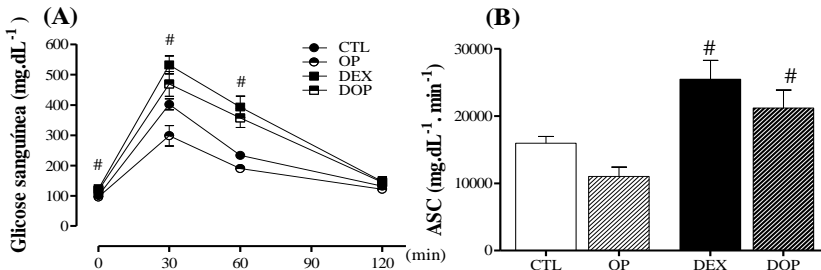 (A)
Glicose sanguínea (mg.dL⁻¹)
600
500
400
300
200
100
0
#
#
#
CTL
OP
DEX
DOP
0 30 60 90 120
(min)
(B)
ASC (mg.dL⁻¹. min⁻¹)
30000
20000
10000
0
#
#
CTL OP DEX DOP